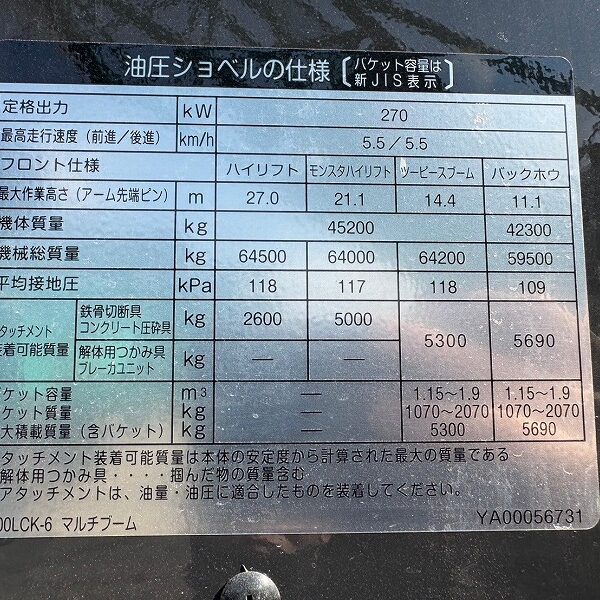 油圧ショベルの仕様〔バケット容量は新JIS表示〕
定格出力 kW 270
最高走行速度（前進／後進） km/h 5.5／5.5
フロント仕様 ハイリフト モンスタハイリフト ツーピースブーム バックホウ
最大作業高さ（アーム先端ピン） m 27.0 21.1 14.4 11.1
機体質量 kg 45200 42300
機械総質量 kg 64500 64000 64200 59500
平均接地圧 kPa 118 117 118 109
タッチメント
装着可能質量
鉄骨切断具
コンクリート圧砕具 kg 2600 5000 5300 5690
解体用つかみ具
ブレーカユニット kg — —
バケット容量 m³ — 1.15～1.9 1.15～1.9
ケット質量 kg — 1070～2070 1070～2070
大積載質量（含バケット） kg — 5300 5690
タッチメント装着可能質量は本体の安定度から計算された最大の質量である
解体用つかみ具・・・・掴んだ物の質量含む
アタッチメントは、油量・油圧に適合したものを装着してください。
00LCK-6 マルチブーム YA00056731